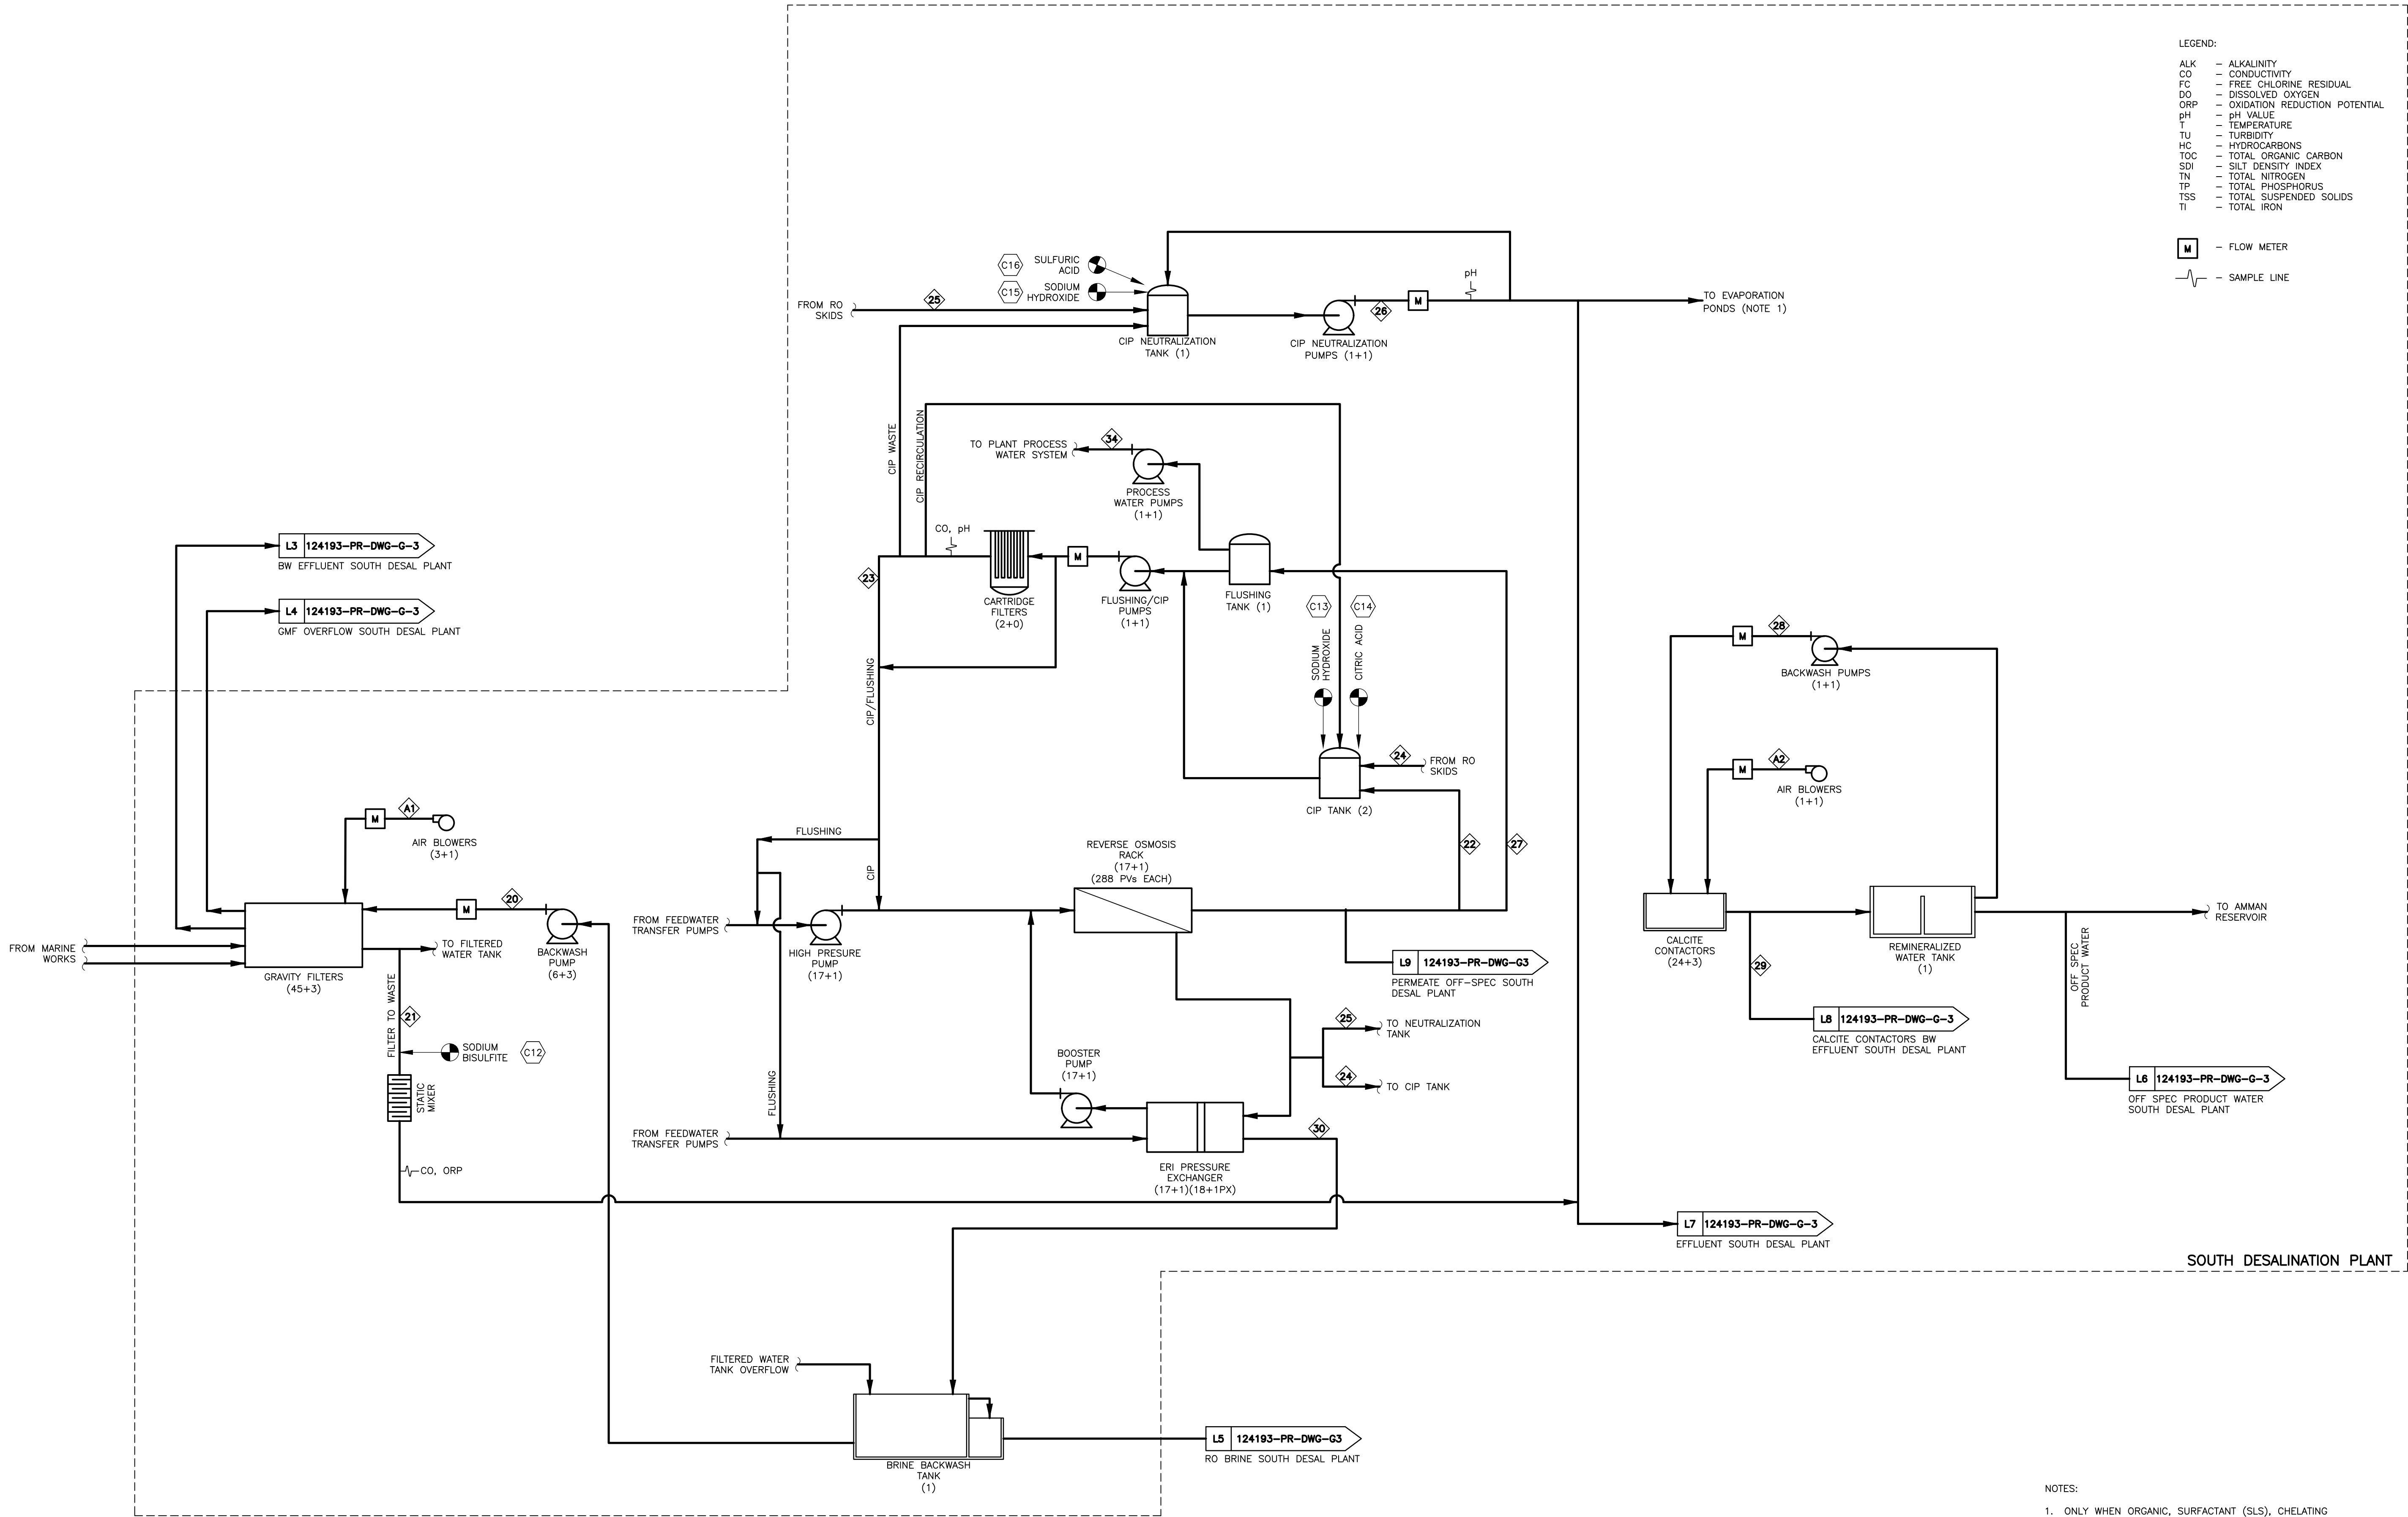 LEGEND:
ALK – ALKALINITY
CO – CONDUCTIVITY
FC – FREE CHLORINE RESIDUAL
DO – DISSOLVED OXYGEN
ORP – OXIDATION REDUCTION POTENTIAL
pH – pH VALUE
T – TEMPERATURE
TU – TURBIDITY
HC – HYDROCARBONS
TOC – TOTAL ORGANIC CARBON
SDI – SILT DENSITY INDEX
TN – TOTAL NITROGEN
TP – TOTAL PHOSPHORUS
TSS – TOTAL SUSPENDED SOLIDS
TI – TOTAL IRON
M – FLOW METER
– SAMPLE LINE
C16 SULFURIC
ACID
C15 SODIUM
HYDROXIDE
FROM RO
SKIDS
25
CIP NEUTRALIZATION
TANK (1)
CIP NEUTRALIZATION
PUMPS (1+1)
26
M
pH
TO EVAPORATION
PONDS (NOTE 1)
CIP WASTE
CIP RECIRCULATION
TO PLANT PROCESS
WATER SYSTEM
34
PROCESS
WATER PUMPS
(1+1)
CO, pH
23
CARTRIDGE
FILTERS
(2+0)
M
FLUSHING/CIP
PUMPS
(1+1)
FLUSHING
TANK (1)
C13
C14
SODIUM
HYDROXIDE
CITRIC ACID
24
FROM RO
SKIDS
CIP TANK (2)
CIP/FLUSHING
L3 124193-PR-DWG-G-3
BW EFFLUENT SOUTH DESAL PLANT
L4 124193-PR-DWG-G-3
GMF OVERFLOW SOUTH DESAL PLANT
M
28
BACKWASH PUMPS
(1+1)
M
A2
AIR BLOWERS
(1+1)
M
A1
AIR BLOWERS
(3+1)
FLUSHING
CIP
REVERSE OSMOSIS
RACK
(17+1)
(288 PVs EACH)
22
27
FROM MARINE
WORKS
GRAVITY FILTERS
(45+3)
M
20
BACKWASH
PUMP
(6+3)
TO FILTERED
WATER TANK
FILTER TO WASTE
21
SODIUM
BISULFITE
C12
STATIC
MIXER
CO, ORP
FROM FEEDWATER
TRANSFER PUMPS
HIGH PRESURE
PUMP
(17+1)
L9 124193-PR-DWG-G3
PERMEATE OFF-SPEC SOUTH
DESAL PLANT
25
TO NEUTRALIZATION
TANK
24
TO CIP TANK
BOOSTER
PUMP
(17+1)
FLUSHING
FROM FEEDWATER
TRANSFER PUMPS
30
ERI PRESSURE
EXCHANGER
(17+1)(18+1PX)
CALCITE
CONTACTORS
(24+3)
29
REMINERALIZED
WATER TANK
(1)
TO AMMAN
RESERVOIR
OFF SPEC
PRODUCT WATER
L8 124193-PR-DWG-G-3
CALCITE CONTACTORS BW
EFFLUENT SOUTH DESAL PLANT
L6 124193-PR-DWG-G-3
OFF SPEC PRODUCT WATER
SOUTH DESAL PLANT
L7 124193-PR-DWG-G-3
EFFLUENT SOUTH DESAL PLANT
SOUTH DESALINATION PLANT
FILTERED WATER
TANK OVERFLOW
BRINE BACKWASH
TANK
(1)
L5 124193-PR-DWG-G3
RO BRINE SOUTH DESAL PLANT
NOTES:
1. ONLY WHEN ORGANIC, SURFACTANT (SLS), CHELATING